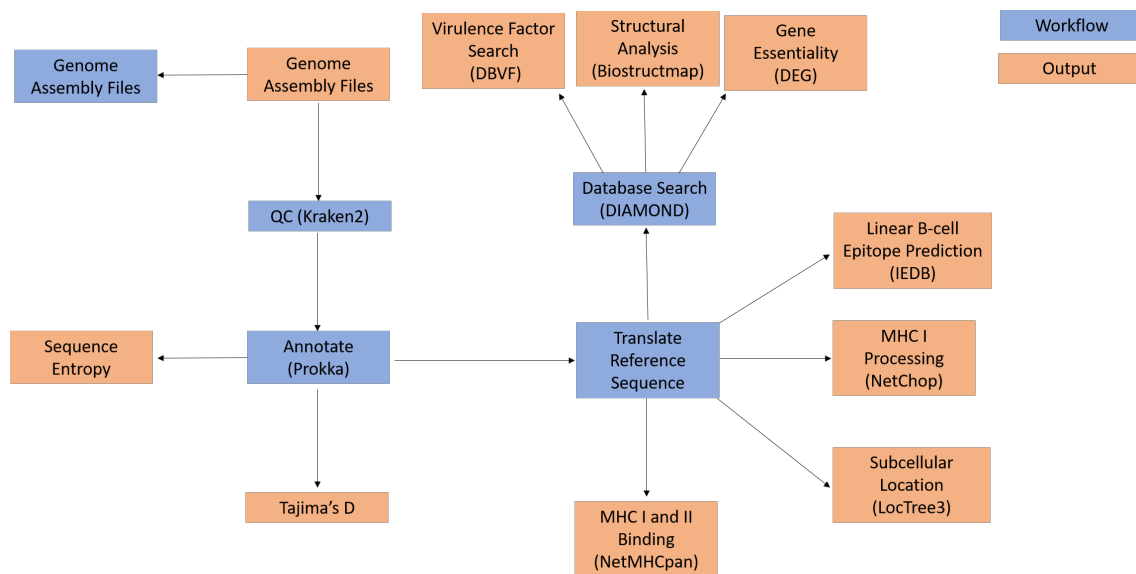 Virulence Factor
Search
(DBVF)
Structural
Analysis
(Biostructmap)
Gene
Essentiality
(DEG)
Workflow
Output
Genome
Assembly Files
Genome
Assembly Files
QC (Kraken2)
Database Search
(DIAMOND)
Linear B-cell
Epitope Prediction
(IEDB)
Sequence
Entropy
Annotate
(Prokka)
Translate
Reference
Sequence
MHC I
Processing
(NetChop)
Subcellular
Location
(LocTree3)
Tajima's D
MHC I and II
Binding
(NetMHCpan)